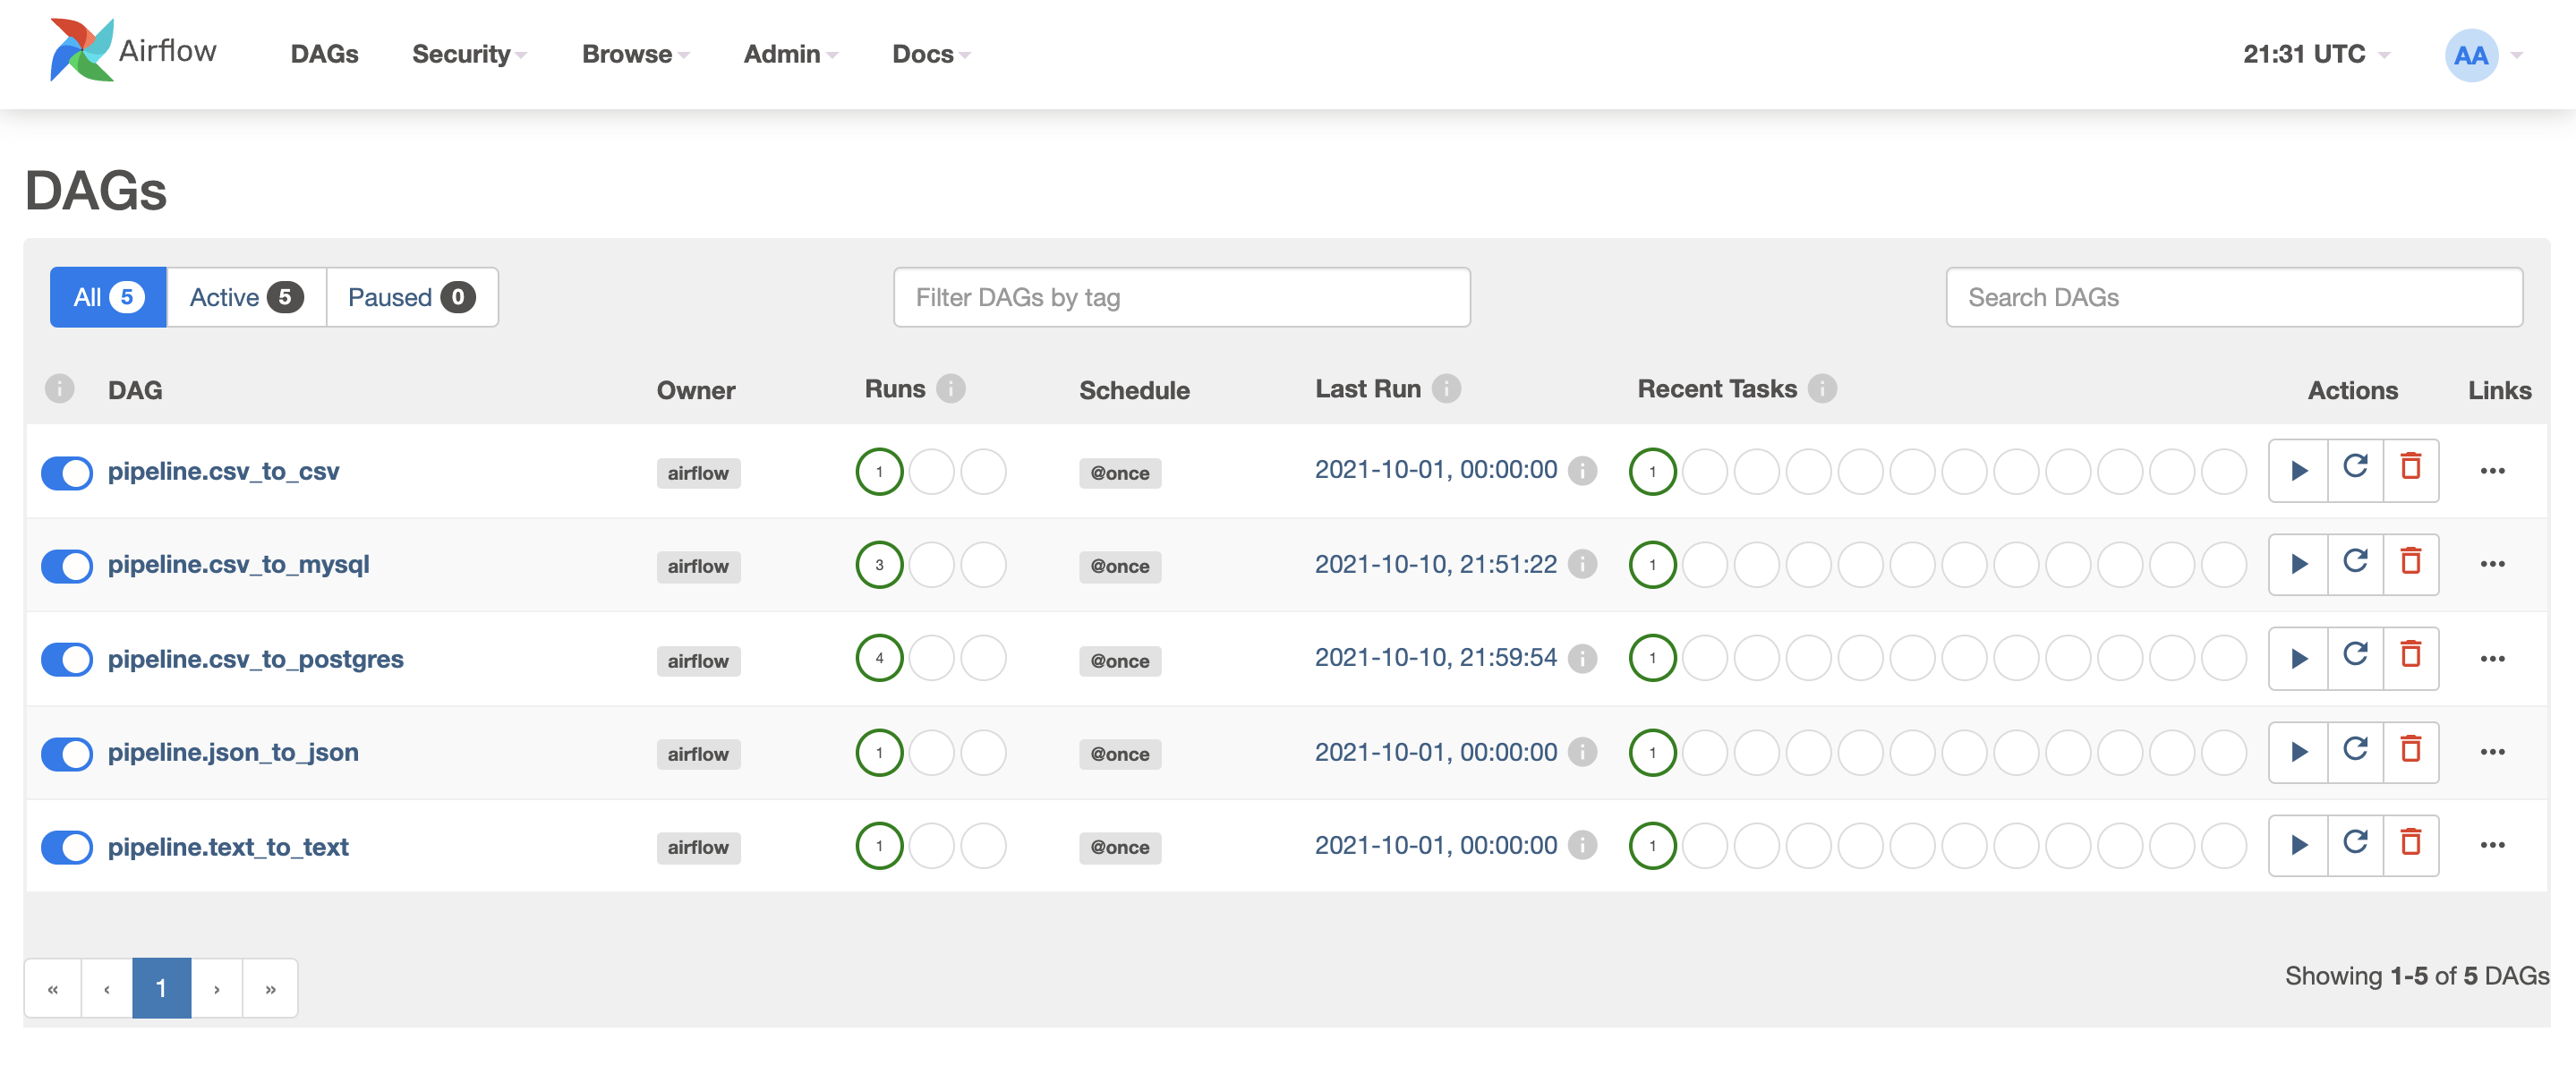 Airflow DAGs Security Browse Admin Docs 21:31 UTC AA
DAGs
All 5 Active 5 Paused 0 Filter DAGs by tag Search DAGs
i DAG Owner Runs i Schedule Last Run i Recent Tasks i Actions Links
pipeline.csv_to_csv airflow 1 @once 2021-10-01, 00:00:00 i 1 ...
pipeline.csv_to_mysql airflow 3 @once 2021-10-10, 21:51:22 i 1 ...
pipeline.csv_to_postgres airflow 4 @once 2021-10-10, 21:59:54 i 1 ...
pipeline.json_to_json airflow 1 @once 2021-10-01, 00:00:00 i 1 ...
pipeline.text_to_text airflow 1 @once 2021-10-01, 00:00:00 i 1 ...
« ‹ 1 › » Showing 1-5 of 5 DAGs